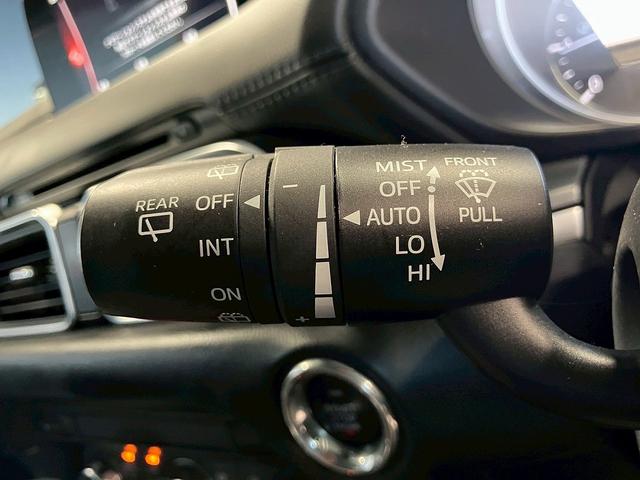 REAR
OFF
INT
ON
−
+
MIST
OFF
AUTO
LO
HI
FRONT
PULL